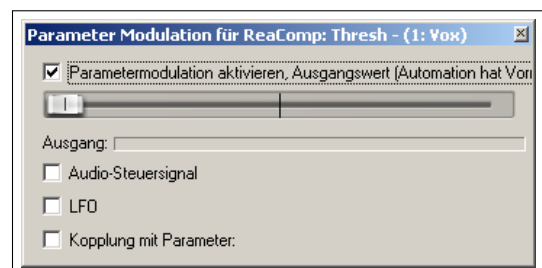 Parameter Modulation für ReaComp: Thresh - (1: Vox)
Parametermodulation aktivieren, Ausgangswert (Automation hat
Ausgang:
Audio-Steuersignal
LFO
Kopplung mit Parameter: